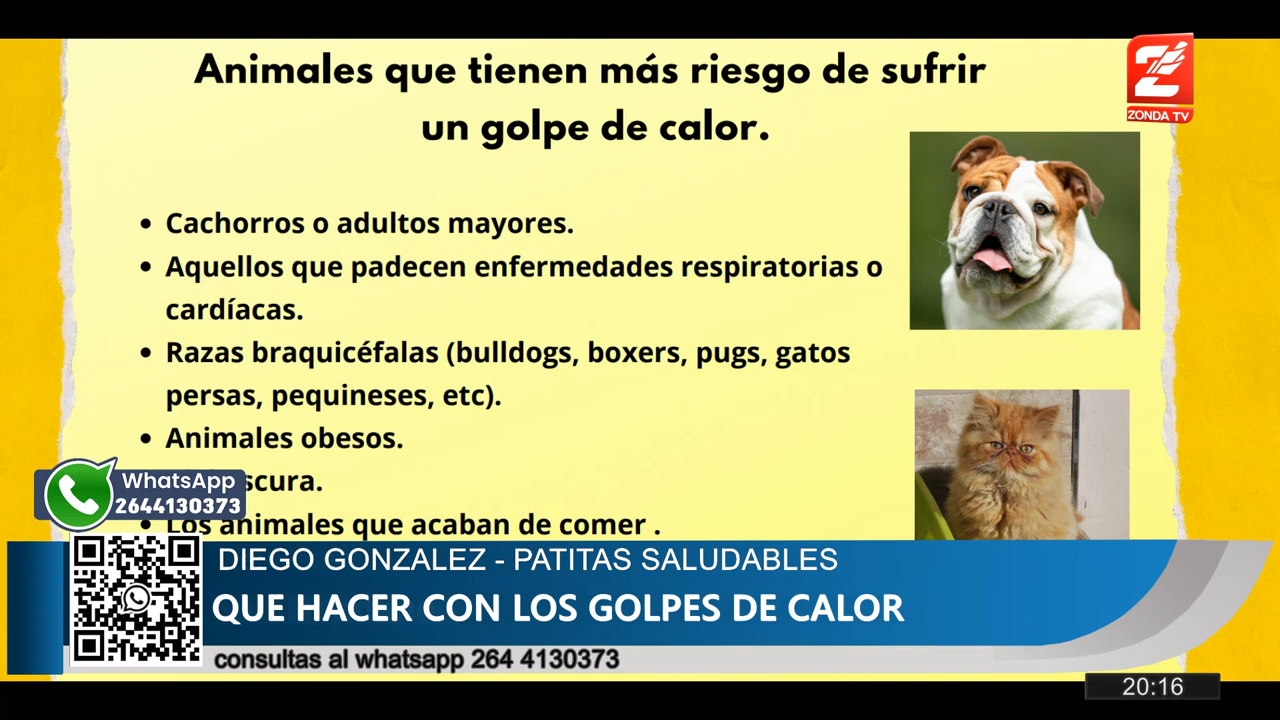 Animales que tienen más riesgo de sufrir
un golpe de calor.
ZONDA TV
• Cachorros o adultos mayores.
• Aquellos que padecen enfermedades respiratorias o
cardíacas.
• Razas braquicéfalas (bulldogs, boxers, pugs, gatos
persas, pequineses, etc).
• Animales obesos.
• Los animales que acaban de comer .
WhatsApp
2644130373
DIEGO GONZALEZ - PATITAS SALUDABLES
QUE HACER CON LOS GOLPES DE CALOR
consultas al whatsapp 264 4130373
20:16